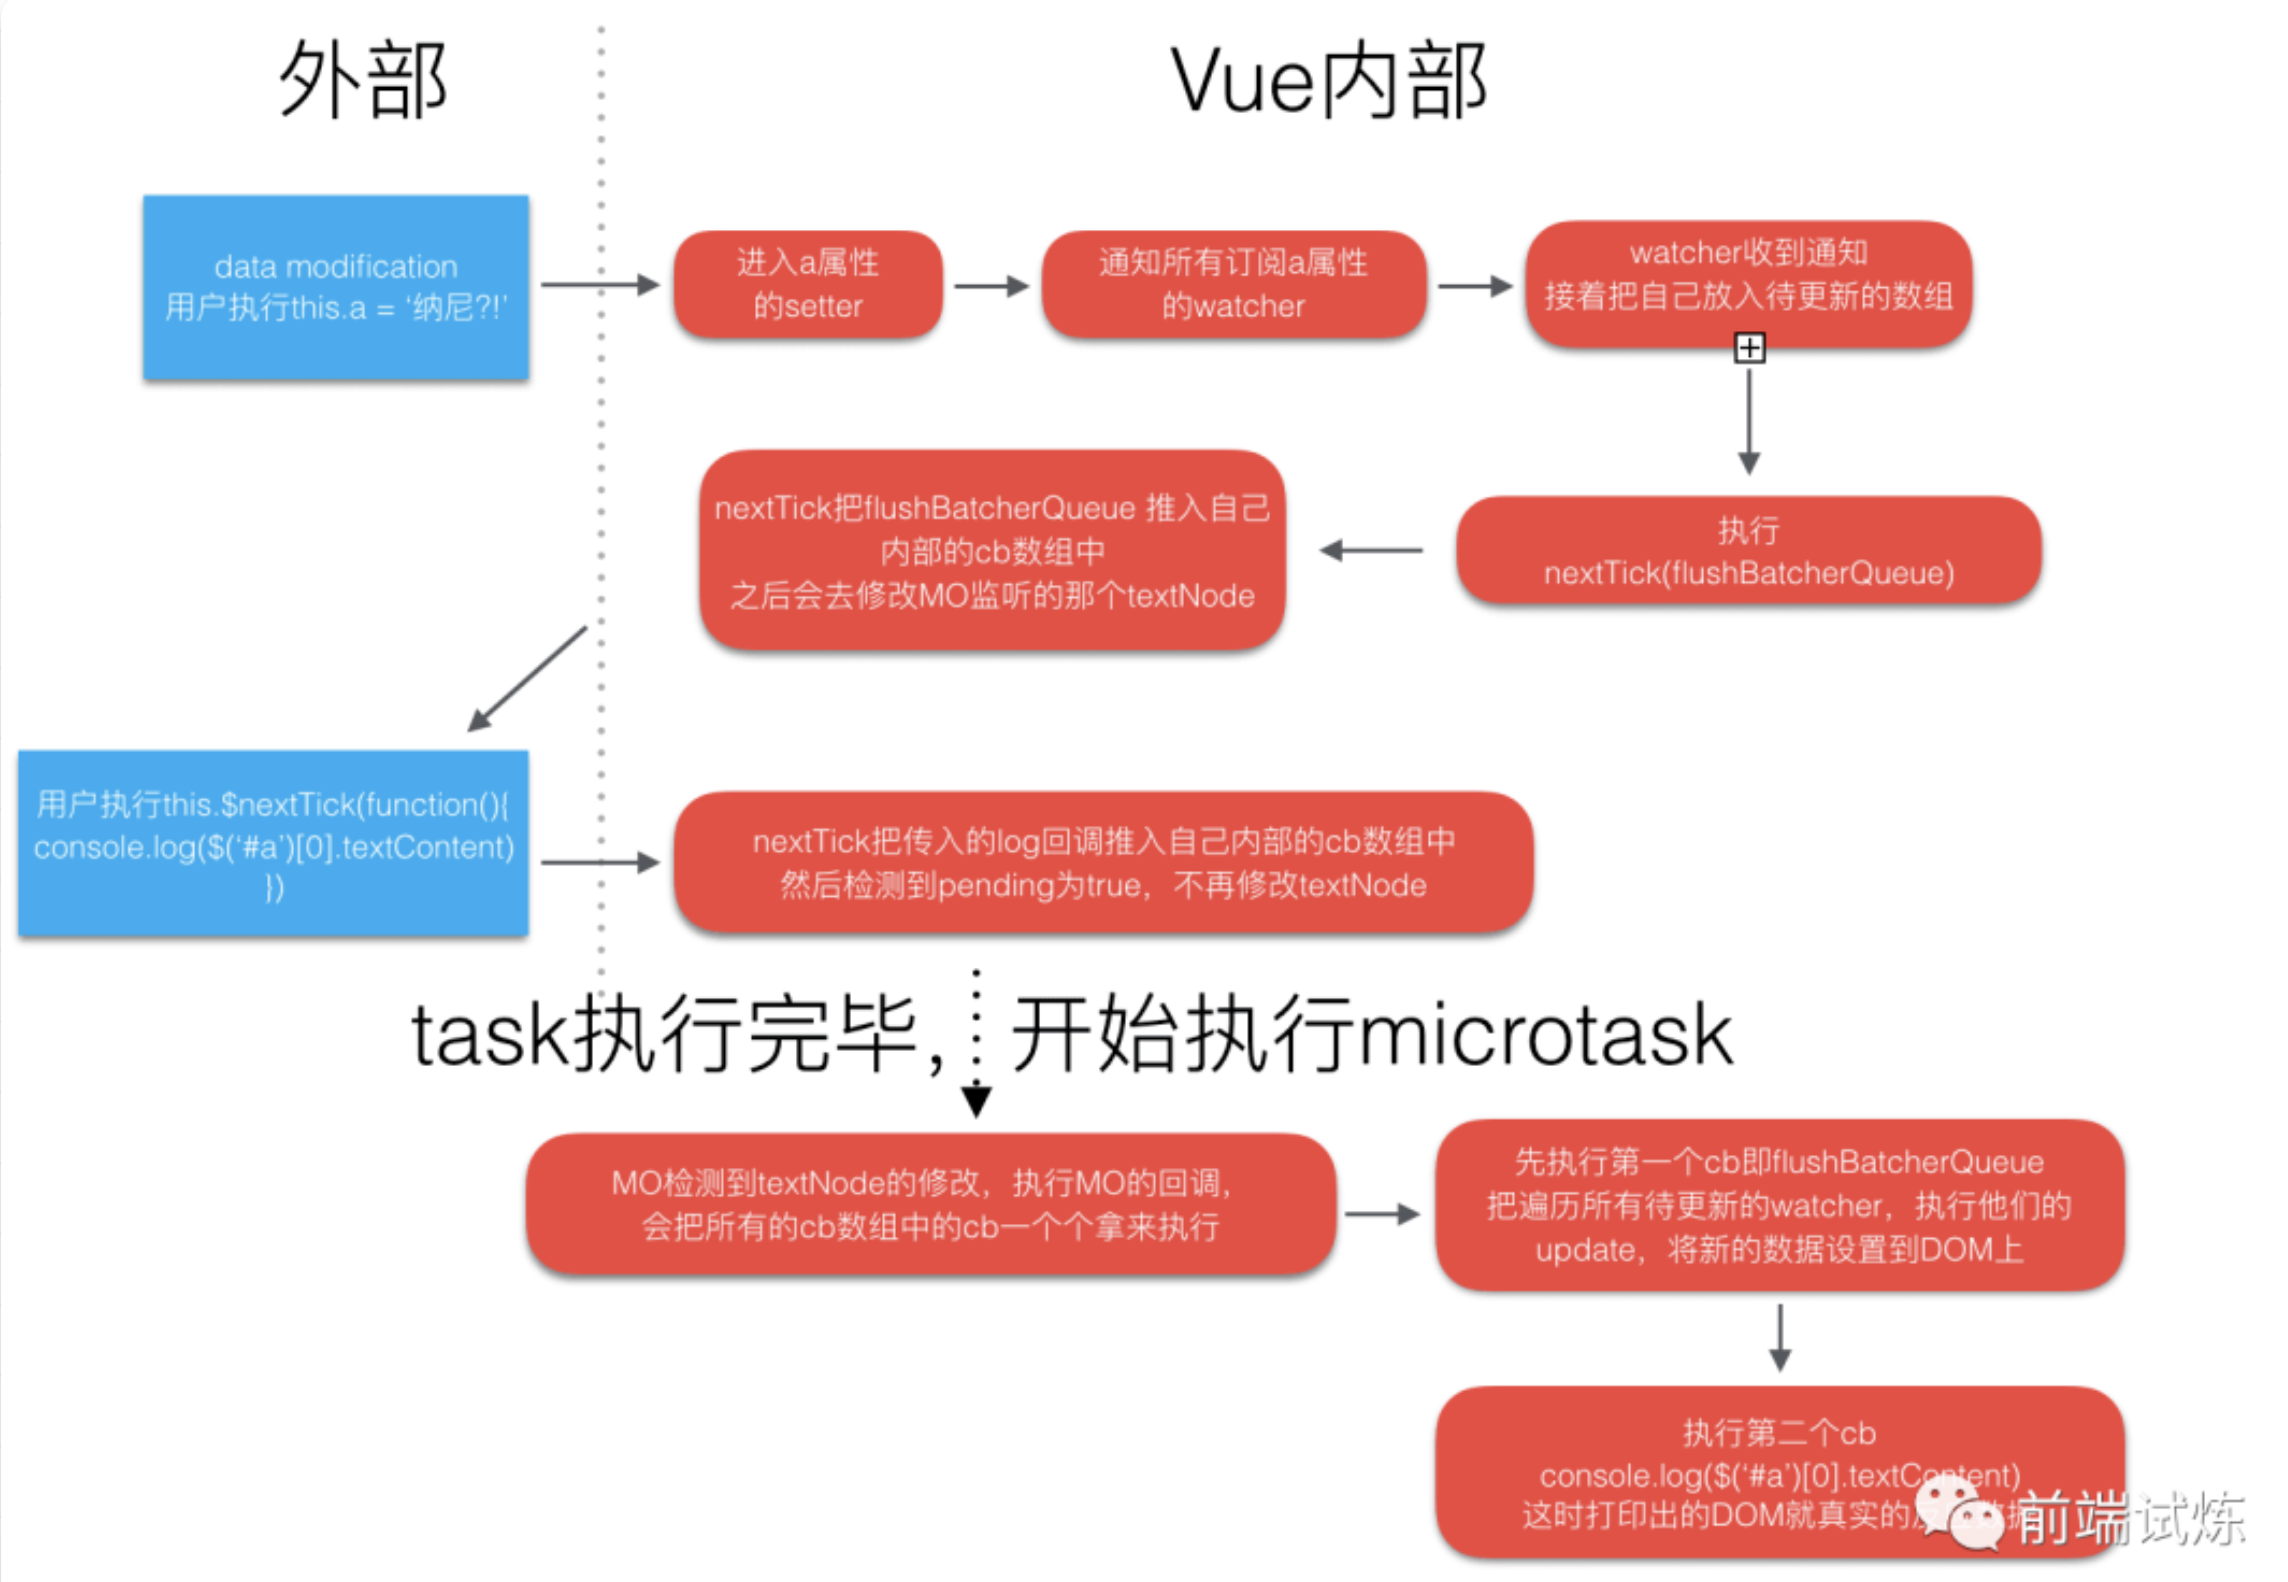 外部
Vue内部
data modification
用户执行this.a = ‘纳尼?!’
进入a属性
的setter
通知所有订阅a属性
的watcher
watcher收到通知
接着把自己放入待更新的数组
执行
nextTick(flushBatcherQueue)
nextTick把flushBatcherQueue 推入自己
内部的cb数组中
之后会去修改MO监听的那个textNode
用户执行this.$nextTick(function(){
console.log($(‘#a’)[0].textContent)
})
nextTick把传入的log回调推入自己内部的cb数组中
然后检测到pending为true，不再修改textNode
task执行完毕，开始执行microtask
MO检测到textNode的修改，执行MO的回调，
会把所有的cb数组中的cb一个个拿来执行
先执行第一个cb即flushBatcherQueue
把遍历所有待更新的watcher，执行他们的
update，将新的数据设置到DOM上
执行第二个cb
console.log($(‘#a’)[0].textContent)
这时打印出的DOM就真实的
前端试炼